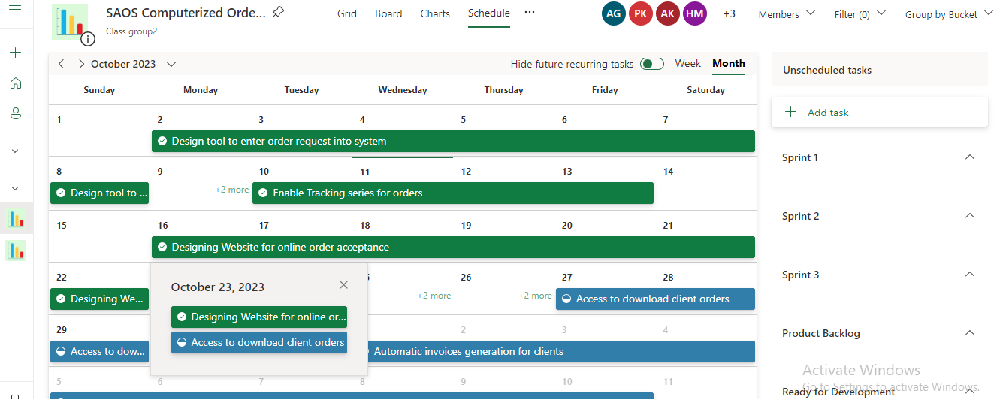 SAOS Computerized Orde...
Class group2
Grid Board Charts Schedule ...
AG PK AK HM +3
Members Filter (0) Group by Bucket
October 2023
Hide future recurring tasks Week Month
Sunday Monday Tuesday Wednesday Thursday Friday Saturday
1 2 3 4 5 6 7
Design tool to enter order request into system
8 9 10 11 12 13 14
Design tool to ... +2 more Enable Tracking series for orders
15 16 17 18 19 20 21
Designing Website for online order acceptance
22 26 27 28
Designing We... +2 more +2 more Access to download client orders
October 23, 2023
Designing Website for online or...
Access to download client orders
29 2 3 4
Access to dow... Automatic invoices generation for clients
5 6 7 8 9 10 11
Unscheduled tasks
Add task
Sprint 1
Sprint 2
Sprint 3
Product Backlog
Ready for Development
Activate Windows
Go to Settings to activate Windows.